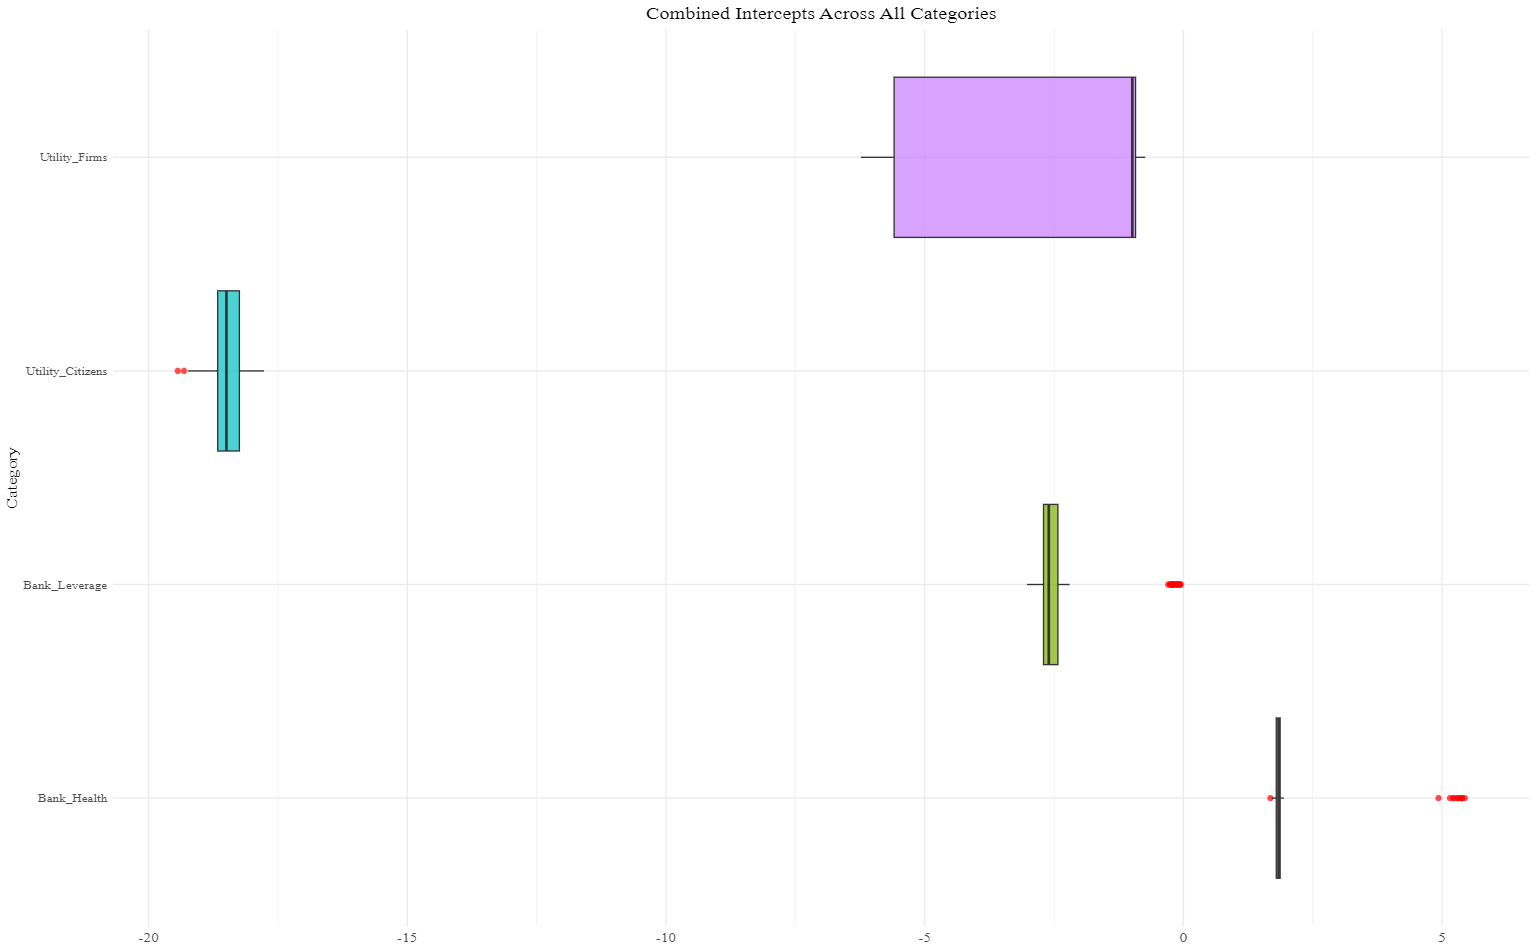 Combined Intercepts Across All Categories
Utility_Firms
Utility_Citizens
Category
Bank_Leverage
Bank_Health
-20 -15 -10 -5 0 5